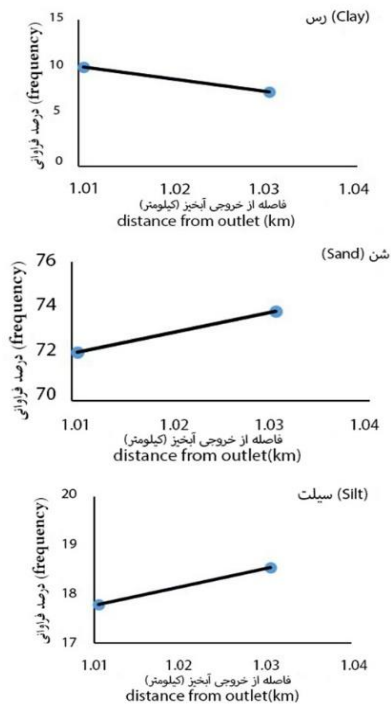 رس (Clay)
درصد فراوانی (frequency)
15
10
5
0
1.01 1.02 1.03 1.04
فاصله از خروجی آبخیز (کیلومتر)
distance from outlet (km)
شن (Sand)
درصد فراوانی (frequency)
76
74
72
70
1.01 1.02 1.03 1.04
فاصله از خروجی آبخیز (کیلومتر)
distance from outlet(km)
سیلت (Silt)
درصد فراوانی (frequency)
20
19
18
17
1.01 1.02 1.03 1.04
فاصله از خروجی آبخیز (کیلومتر)
distance from outlet(km)